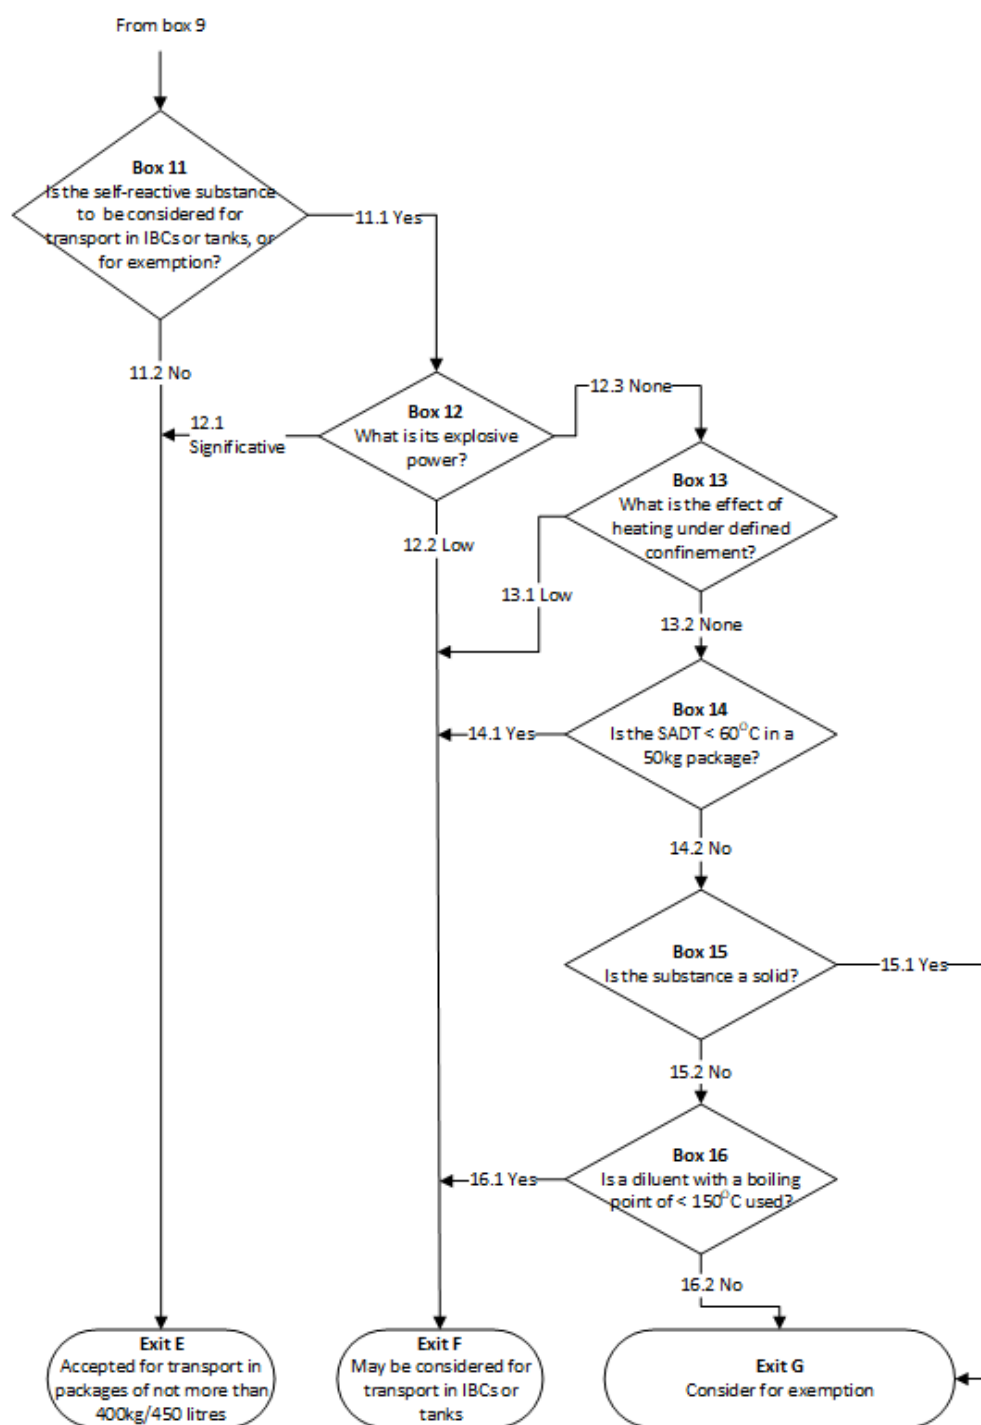 From box 9
Box 11
Is the self-reactive substance
to be considered for
transport in IBCs or tanks, or
for exemption?
11.1 Yes
11.2 No
12.3 None
Box 12
What is its explosive
power?
12.1
Significative
Box 13
What is the effect of
heating under defined
confinement?
12.2 Low
13.1 Low
13.2 None
Box 14
Is the SADT < 60°C in a
50kg package?
14.1 Yes
14.2 No
Box 15
Is the substance a solid?
15.1 Yes
15.2 No
Box 16
Is a diluent with a boiling
point of < 150°C used?
16.1 Yes
16.2 No
Exit E
Accepted for transport in
packages of not more than
400kg/450 litres
Exit F
May be considered for
transport in IBCs or
tanks
Exit G
Consider for exemption